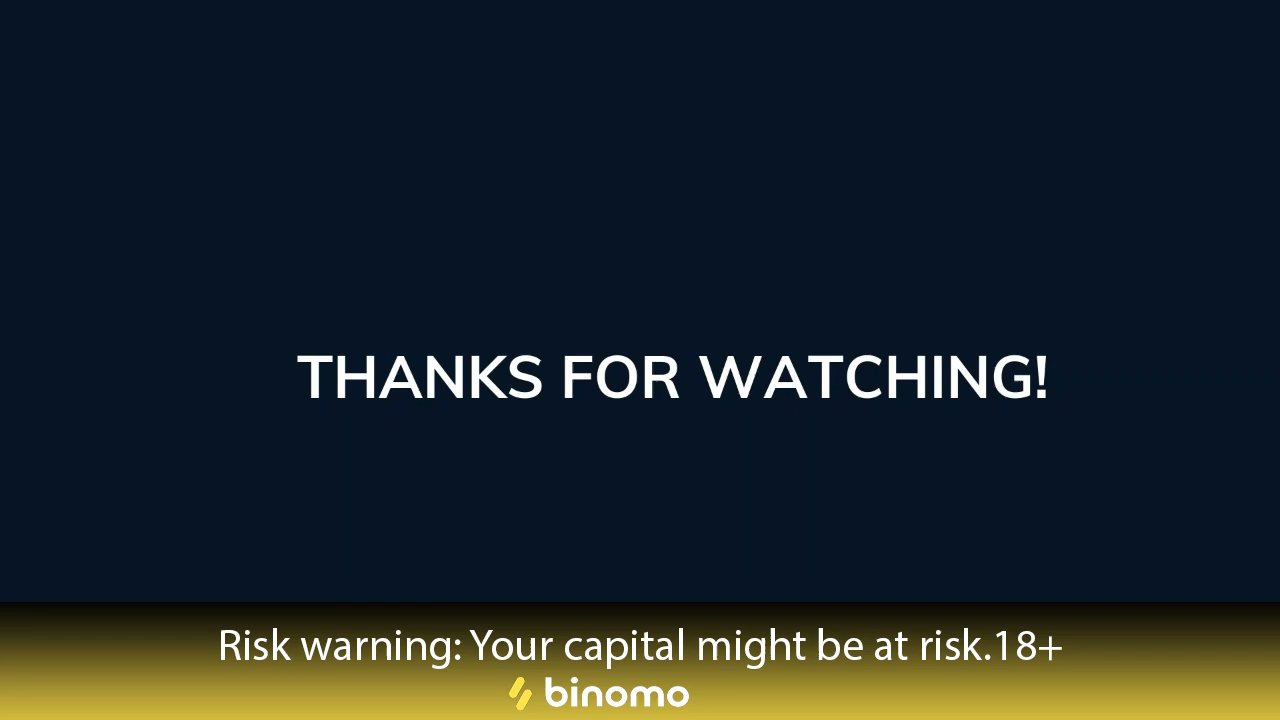 THANKS FOR WATCHING!
Risk warning: Your capital might be at risk.18+
binomo